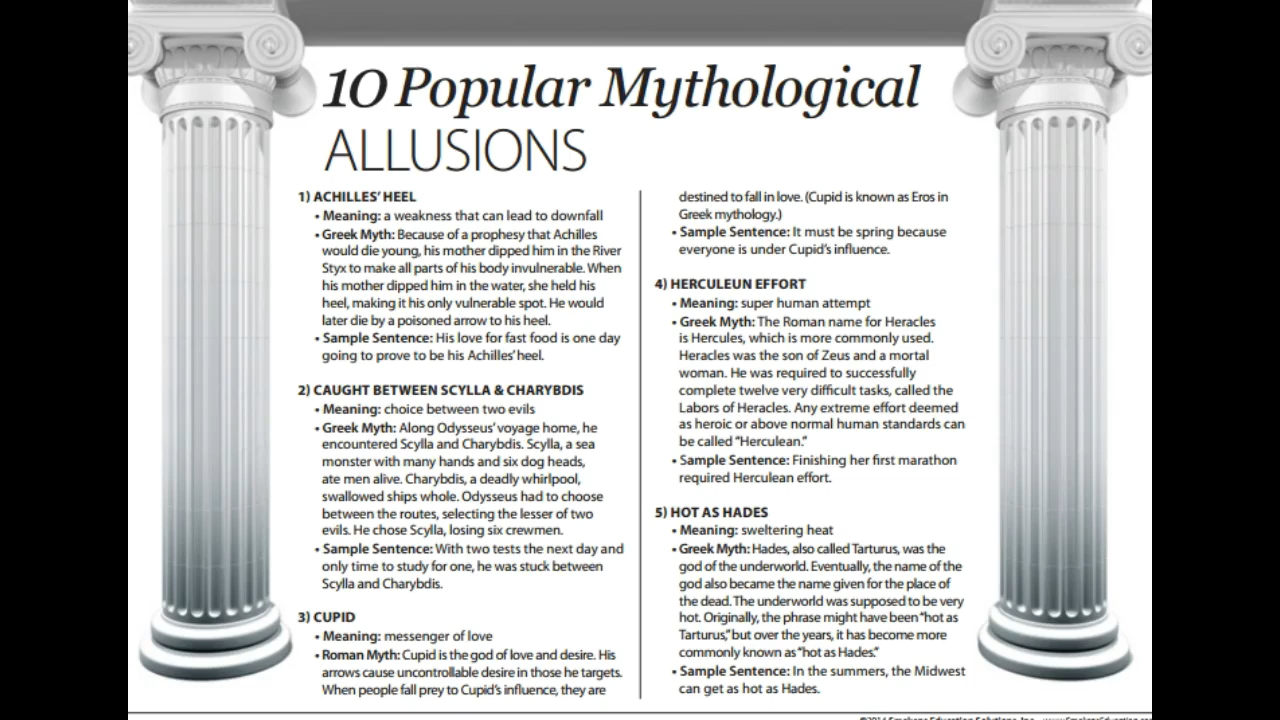 10 Popular Mythological
ALLUSIONS
1) ACHILLES' HEEL
• Meaning: a weakness that can lead to downfall
• Greek Myth: Because of a prophesy that Achilles
would die young, his mother dipped him in the River
Styx to make all parts of his body invulnerable. When
his mother dipped him in the water, she held his
heel, making it his only vulnerable spot. He would
later die by a poisoned arrow to his heel.
• Sample Sentence: His love for fast food is one day
going to prove to be his Achilles' heel.
2) CAUGHT BETWEEN SCYLLA & CHARYBDIS
• Meaning: choice between two evils
• Greek Myth: Along Odysseus' voyage home, he
encountered Scylla and Charybdis. Scylla, a sea
monster with many hands and six dog heads,
ate men alive. Charybdis, a deadly whirlpool,
swallowed ships whole. Odysseus had to choose
between the routes, selecting the lesser of two
evils. He chose Scylla, losing six crewmen.
• Sample Sentence: With two tests the next day and
only time to study for one, he was stuck between
Scylla and Charybdis.
3) CUPID
• Meaning: messenger of love
• Roman Myth: Cupid is the god of love and desire. His
arrows cause uncontrollable desire in those he targets.
When people fall prey to Cupid's influence, they are
destined to fall in love. (Cupid is known as Eros in
Greek mythology.)
• Sample Sentence: It must be spring because
everyone is under Cupid's influence.
4) HERCULEUN EFFORT
• Meaning: super human attempt
• Greek Myth: The Roman name for Heracles
is Hercules, which is more commonly used.
Heracles was the son of Zeus and a mortal
woman. He was required to successfully
complete twelve very difficult tasks, called the
Labors of Heracles. Any extreme effort deemed
as heroic or above normal human standards can
be called "Herculean."
• Sample Sentence: Finishing her first marathon
required Herculean effort.
5) HOT AS HADES
• Meaning: sweltering heat
• Greek Myth: Hades, also called Tarturus, was the
god of the underworld. Eventually, the name of the
god also became the name given for the place of
the dead. The underworld was supposed to be very
hot. Originally, the phrase might have been "hot as
Tarturus," but over the years, it has become more
commonly known as "hot as Hades."
• Sample Sentence: In the summers, the Midwest
can get as hot as Hades.